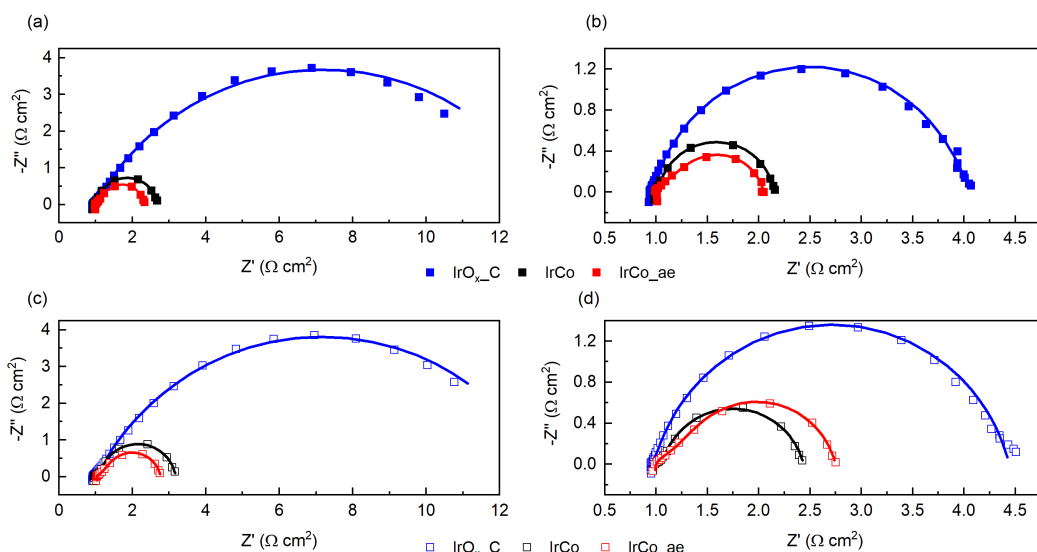 (a)
(b)
4
3
2
1
0
-Z'' (Ω cm²)
0 2 4 6 8 10 12
Z' (Ω cm²)
1.2
0.8
0.4
0.0
-Z'' (Ω cm²)
0.5 1.0 1.5 2.0 2.5 3.0 3.5 4.0 4.5
Z' (Ω cm²)
IrOₓ_C IrCo IrCo_ae
(c)
(d)
4
3
2
1
0
-Z'' (Ω cm²)
0 2 4 6 8 10 12
Z' (Ω cm²)
1.2
0.8
0.4
0.0
-Z'' (Ω cm²)
0.5 1.0 1.5 2.0 2.5 3.0 3.5 4.0 4.5
Z' (Ω cm²)
IrCo IrCo_ae